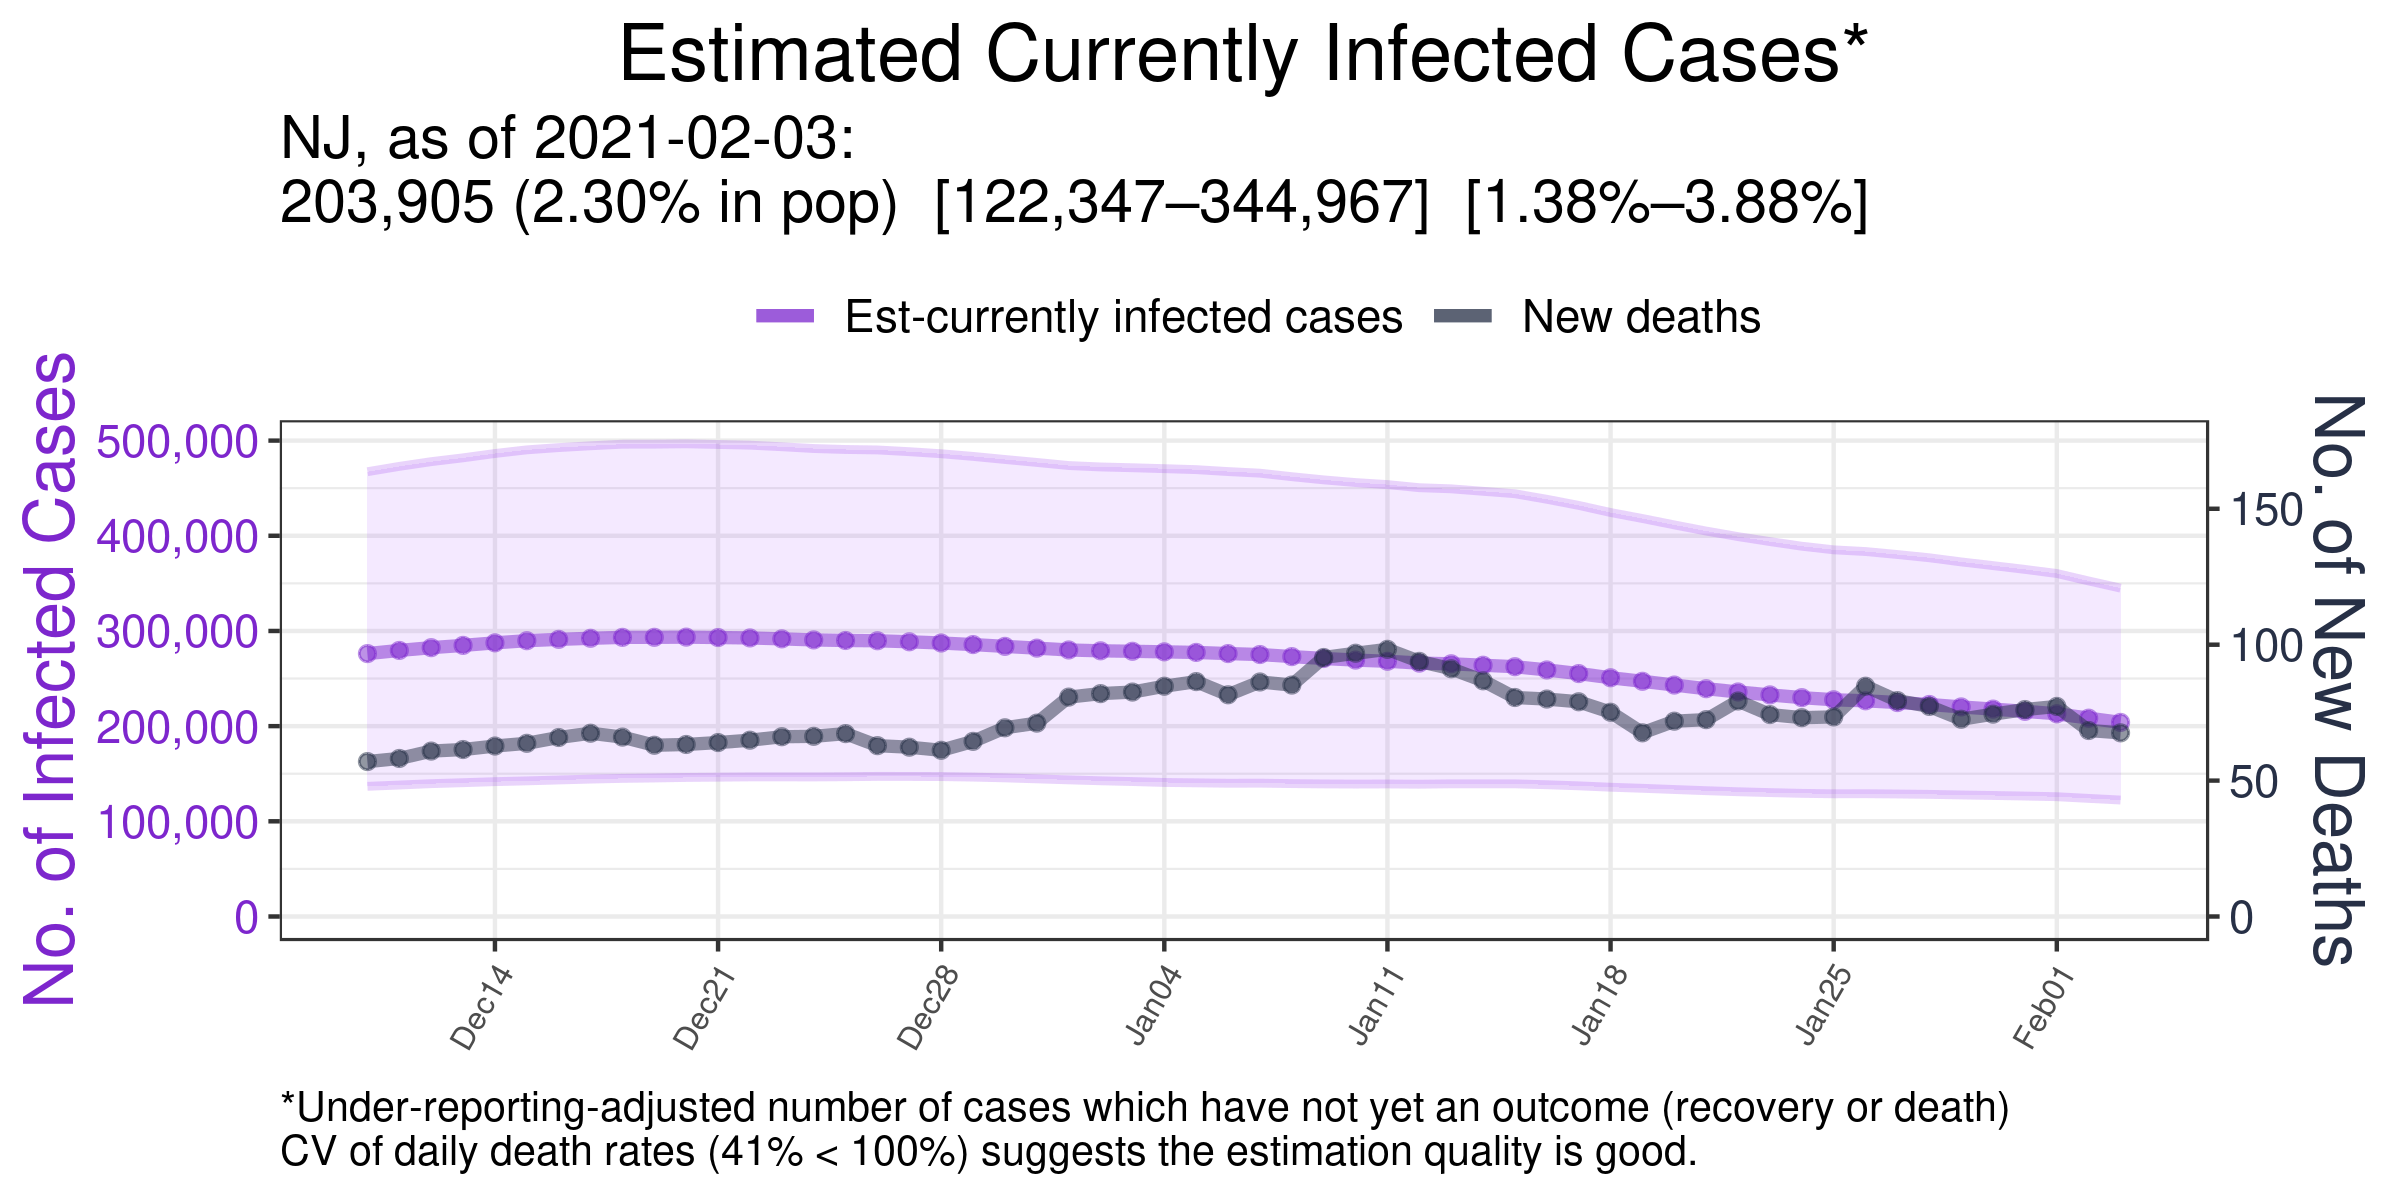 Estimated Currently Infected Cases*
NJ, as of 2021-02-03:
203,905 (2.30% in pop)  [122,347–344,967]  [1.38%–3.88%]
Est-currently infected cases
New deaths
No. of Infected Cases
500,000
400,000
300,000
200,000
100,000
0
150
100
50
0
No. of New Deaths
Dec14
Dec21
Dec28
Jan04
Jan11
Jan18
Jan25
Feb01
*Under-reporting-adjusted number of cases which have not yet an outcome (recovery or death)
CV of daily death rates (41% < 100%) suggests the estimation quality is good.